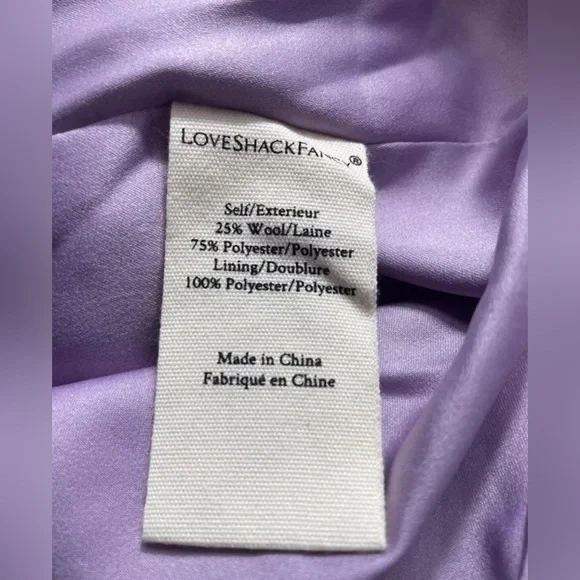 LOVESHACKFANCY®
Self/Exterieur
25% Wool/Laine
75% Polyester/Polyester
Lining/Doublure
100% Polyester/Polyester
Made in China
Fabriqué en Chine